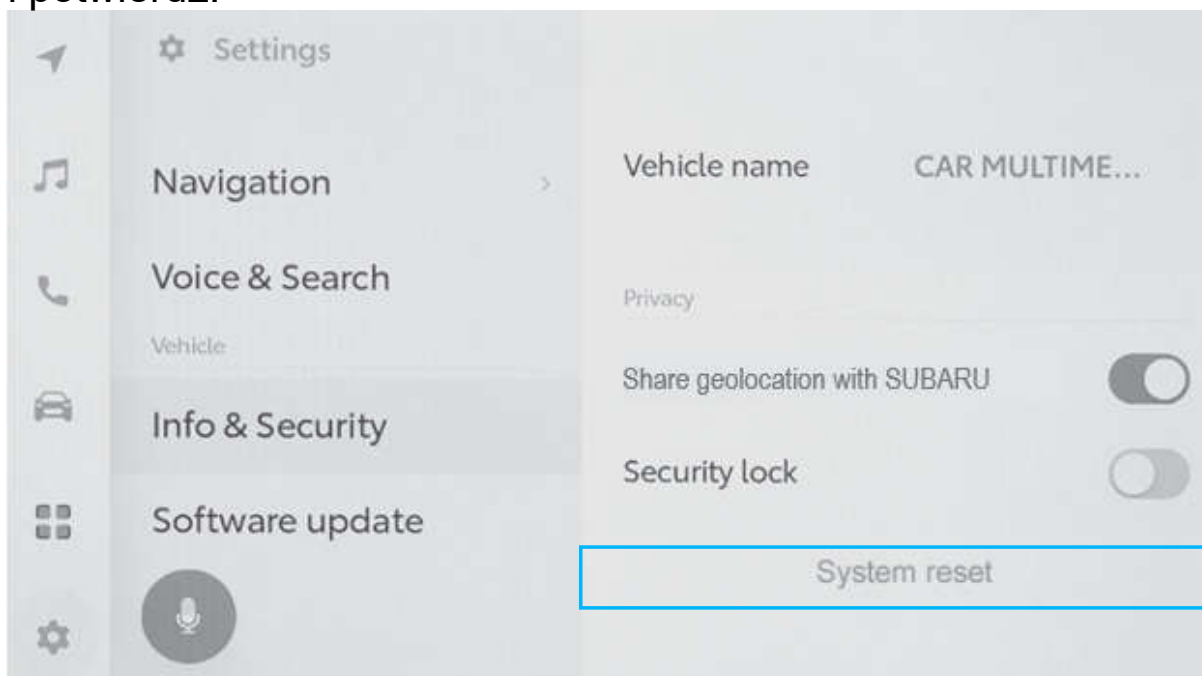 Settings
Navigation
Voice & Search
Vehicle
Info & Security
Software update
Vehicle name CAR MULTIME...
Privacy
Share geolocation with SUBARU
Security lock
System reset